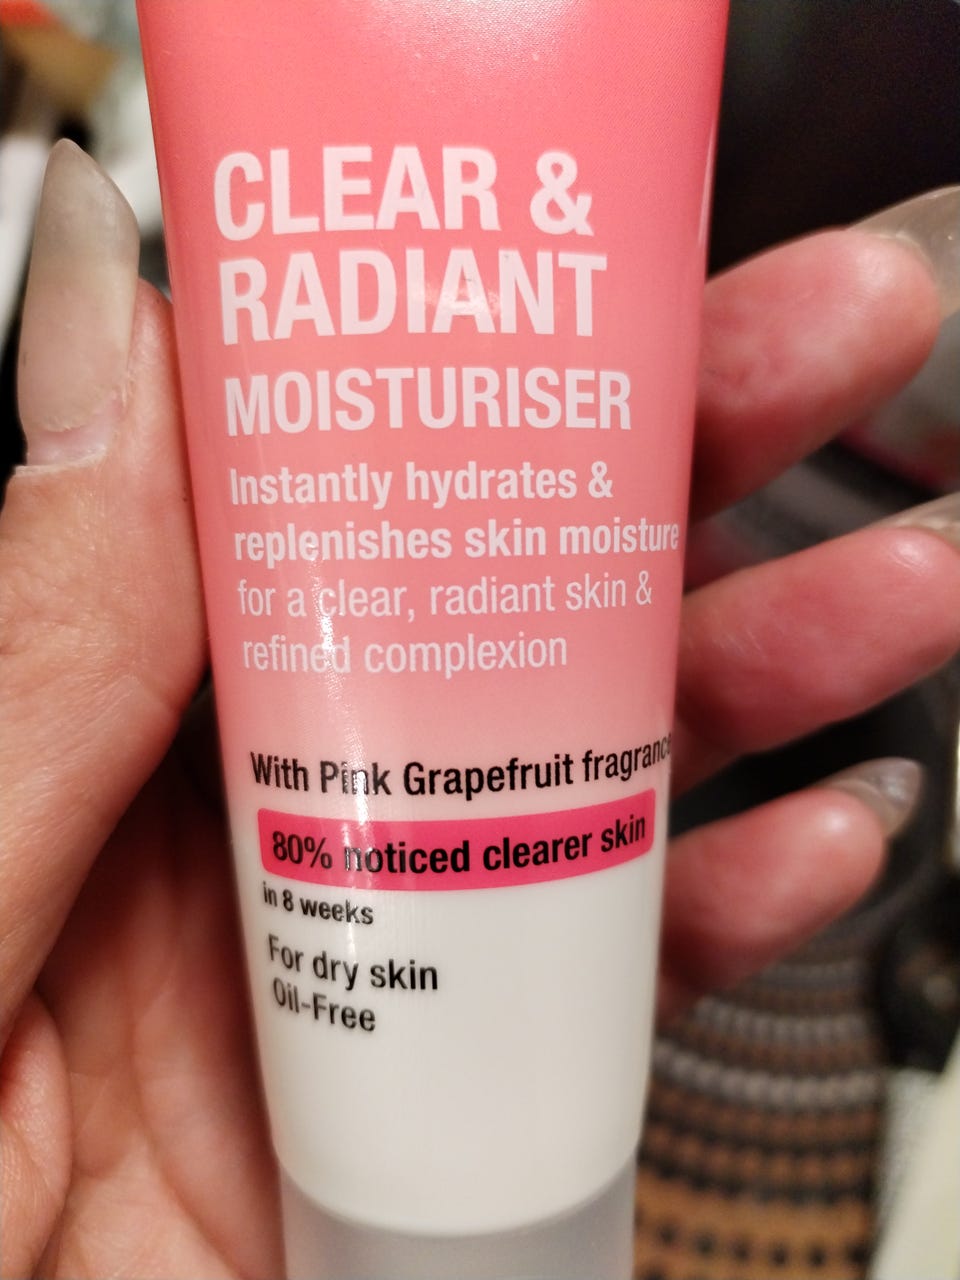 CLEAR &
RADIANT
MOISTURISER
Instantly hydrates &
replenishes skin moisture
for a clear, radiant skin &
refined complexion
With Pink Grapefruit fragrance
80% noticed clearer skin
in 8 weeks
For dry skin
Oil-Free